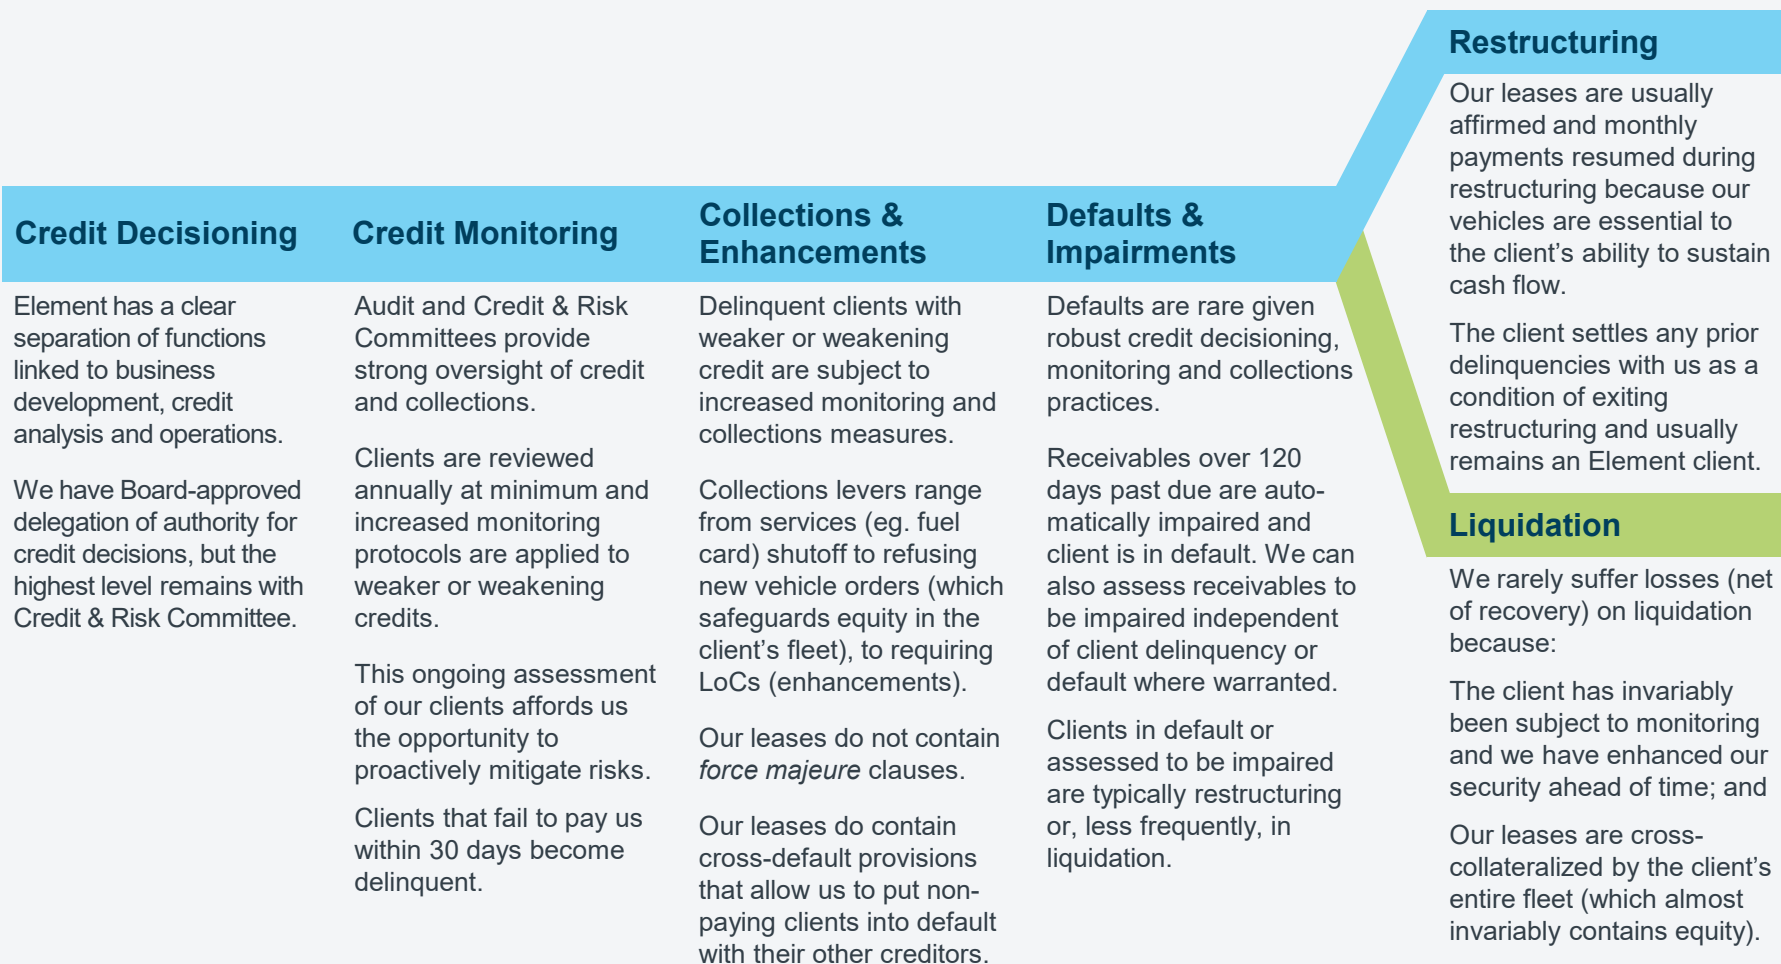 Credit Decisioning
Element has a clear
separation of functions
linked to business
development, credit
analysis and operations.
We have Board-approved
delegation of authority for
credit decisions, but the
highest level remains with
Credit & Risk Committee.
Credit Monitoring
Audit and Credit & Risk
Committees provide
strong oversight of credit
and collections.
Clients are reviewed
annually at minimum and
increased monitoring
protocols are applied to
weaker or weakening
credits.
This ongoing assessment
of our clients affords us
the opportunity to
proactively mitigate risks.
Clients that fail to pay us
within 30 days become
delinquent.
Collections &
Enhancements
Delinquent clients with
weaker or weakening
credit are subject to
increased monitoring and
collections measures.
Collections levers range
from services (eg. fuel
card) shutoff to refusing
new vehicle orders (which
safeguards equity in the
client’s fleet), to requiring
LoCs (enhancements).
Our leases do not contain
force majeure clauses.
Our leases do contain
cross-default provisions
that allow us to put non-
paying clients into default
with their other creditors.
Defaults &
Impairments
Defaults are rare given
robust credit decisioning,
monitoring and collections
practices.
Receivables over 120
days past due are auto-
matically impaired and
client is in default. We can
also assess receivables to
be impaired independent
of client delinquency or
default where warranted.
Clients in default or
assessed to be impaired
are typically restructuring
or, less frequently, in
liquidation.
Restructuring
Our leases are usually
affirmed and monthly
payments resumed during
restructuring because our
vehicles are essential to
the client’s ability to sustain
cash flow.
The client settles any prior
delinquencies with us as a
condition of exiting
restructuring and usually
remains an Element client.
Liquidation
We rarely suffer losses (net
of recovery) on liquidation
because:
The client has invariably
been subject to monitoring
and we have enhanced our
security ahead of time; and
Our leases are cross-
collateralized by the client’s
entire fleet (which almost
invariably contains equity).